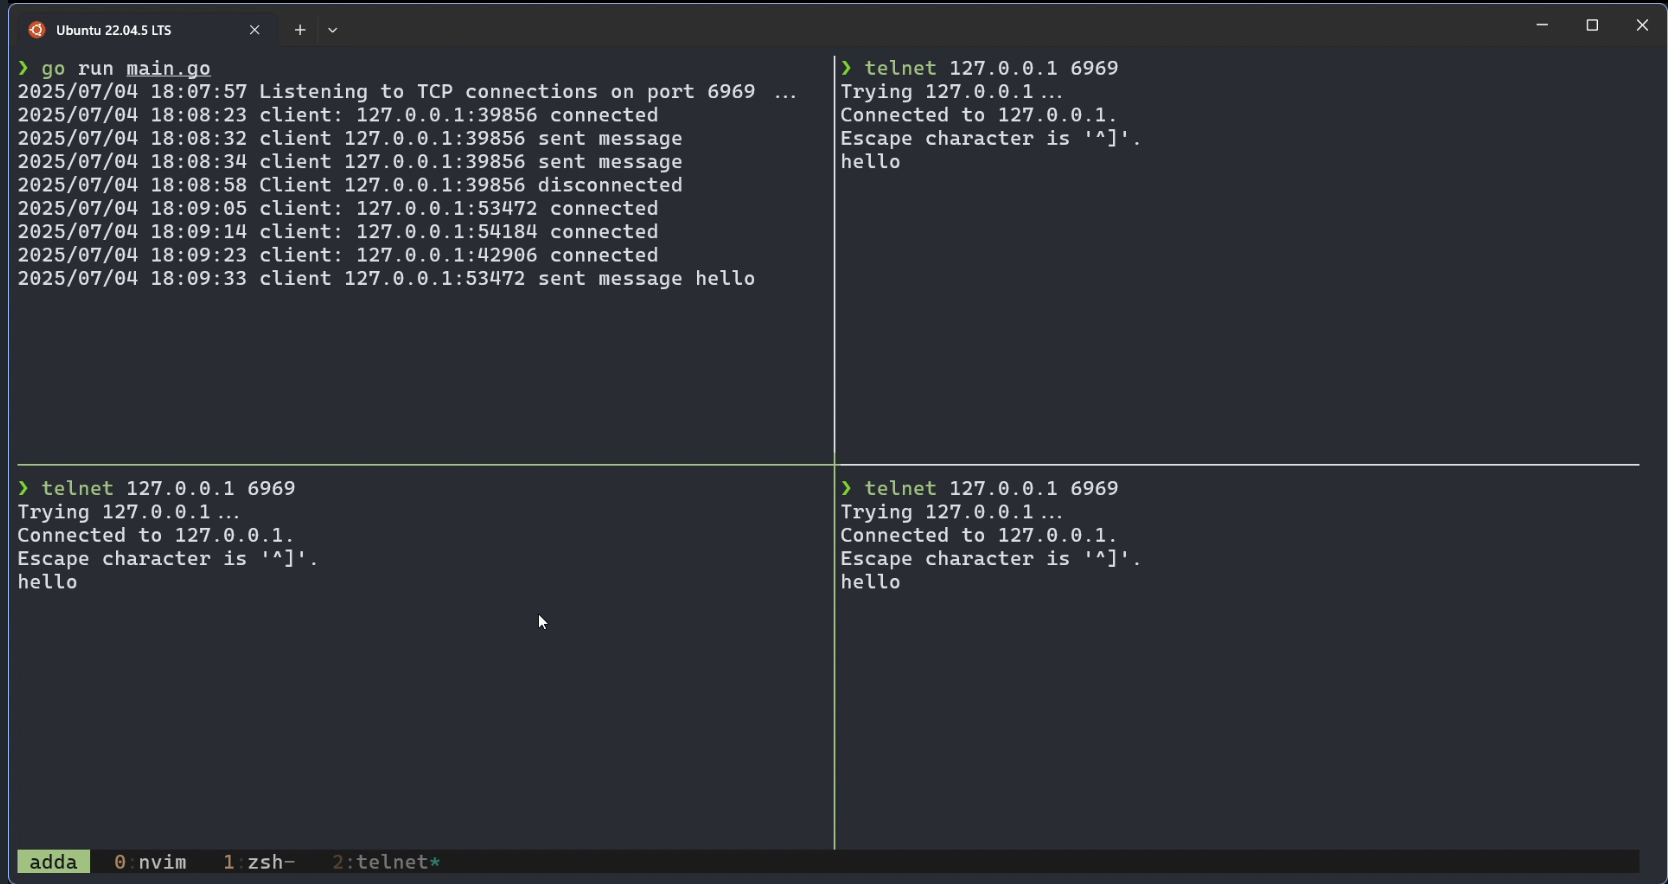 Ubuntu 22.04.5 LTS
❯ go run main.go
2025/07/04 18:07:57 Listening to TCP connections on port 6969 ...
2025/07/04 18:08:23 client: 127.0.0.1:39856 connected
2025/07/04 18:08:32 client 127.0.0.1:39856 sent message
2025/07/04 18:08:34 client 127.0.0.1:39856 sent message
2025/07/04 18:08:58 Client 127.0.0.1:39856 disconnected
2025/07/04 18:09:05 client: 127.0.0.1:53472 connected
2025/07/04 18:09:14 client: 127.0.0.1:54184 connected
2025/07/04 18:09:23 client: 127.0.0.1:42906 connected
2025/07/04 18:09:33 client 127.0.0.1:53472 sent message hello
❯ telnet 127.0.0.1 6969
Trying 127.0.0.1...
Connected to 127.0.0.1.
Escape character is '^]'.
hello
❯ telnet 127.0.0.1 6969
Trying 127.0.0.1...
Connected to 127.0.0.1.
Escape character is '^]'.
hello
❯ telnet 127.0.0.1 6969
Trying 127.0.0.1...
Connected to 127.0.0.1.
Escape character is '^]'.
hello
adda 0:nvim 1:zsh- 2:telnet*